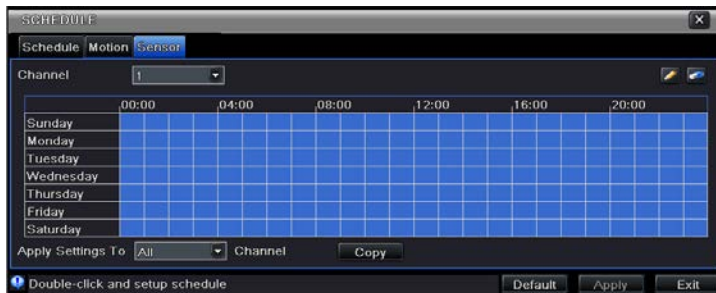 SCHEDULE
Schedule Motion Sensor
Channel 1
00:00 04:00 08:00 12:00 16:00 20:00
Sunday
Monday
Tuesday
Wednesday
Thursday
Friday
Saturday
Apply Settings To All Channel Copy
Double-click and setup schedule Default Apply Exit